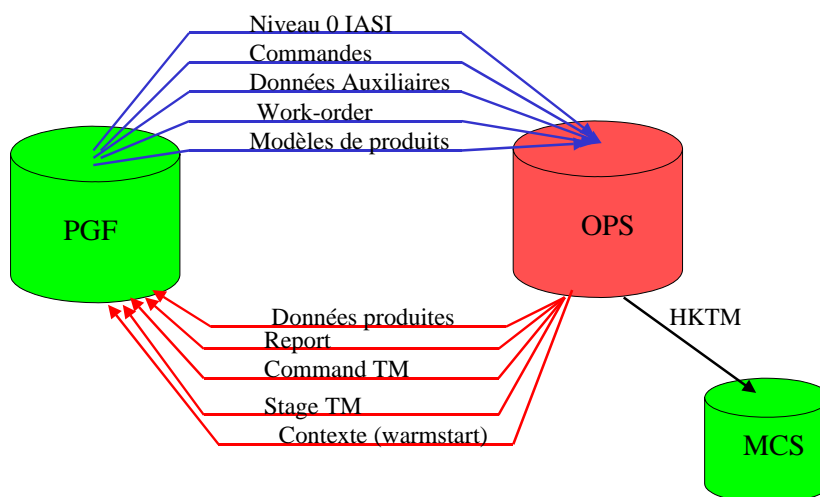 Niveau 0 IASI
Commandes
Données Auxiliaires
Work-order
Modèles de produits
PGF
OPS
Données produites
Report
Command TM
Stage TM
Contexte (warmstart)
HKTM
MCS